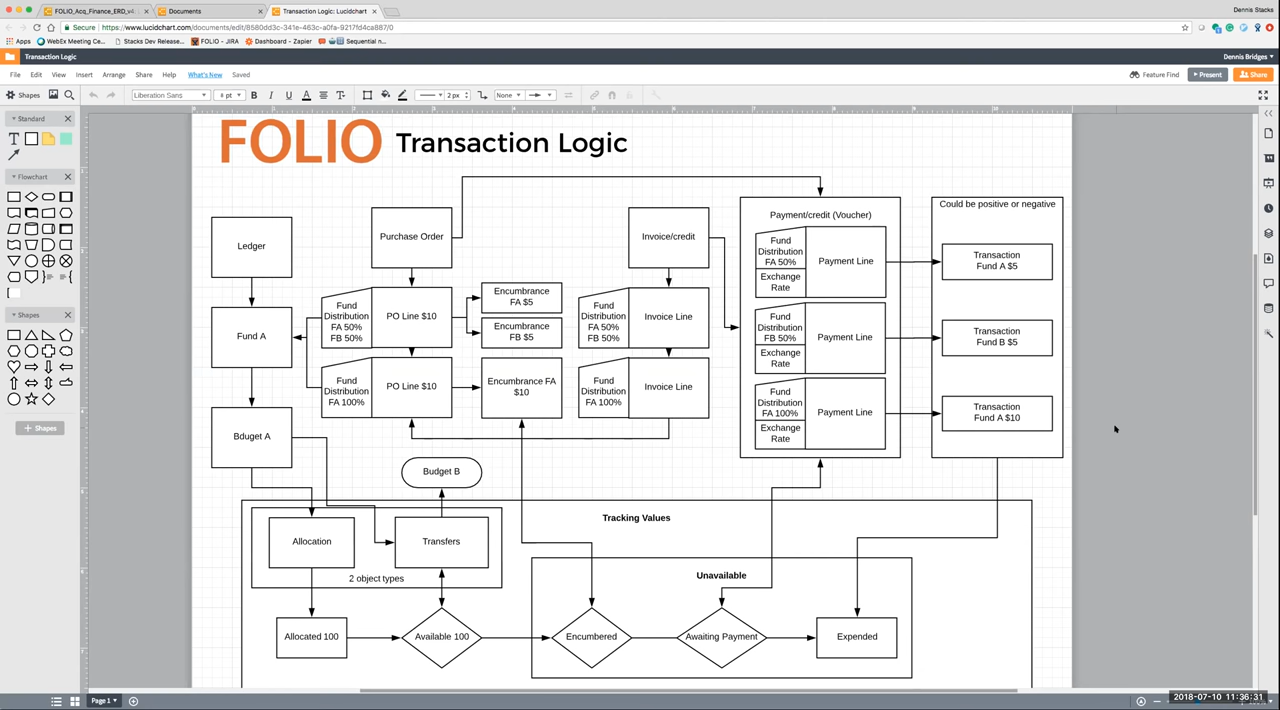 Dennis Stacks
FOLIO_Acq_Finance_ERD_v4
Documents
Transaction Logic: Lucidchart
Secure
https://www.lucidchart.com/documents/edit/8580dd3c-341e-463c-a0fa-9217fd4ca887/0
Apps
WebEx Meeting Ce
Stacks Dev Release
FOLIO - JIRA
Dashboard - Zapier
Sequential n
Transaction Logic
Dennis Bridges
File
Edit
View
Insert
Arrange
Share
Help
What's New
Saved
Feature Find
Present
Share
Shapes
Liberation Sans
8 pt
B
I
U
A
2 px
None
Standard
T
Flowchart
Shapes
+ Shapes
FOLIO Transaction Logic
Ledger
Fund A
Bduget A
Purchase Order
Fund
Distribution
FA 50%
FB 50%
PO Line $10
Encumbrance
FA $5
Encumbrance
FB $5
Fund
Distribution
FA 100%
PO Line $10
Encumbrance FA
$10
Invoice/credit
Fund
Distribution
FA 50%
FB 50%
Invoice Line
Fund
Distribution
FA 100%
Invoice Line
Payment/credit (Voucher)
Fund
Distribution
FA 50%
Exchange
Rate
Payment Line
Fund
Distribution
FB 50%
Exchange
Rate
Payment Line
Fund
Distribution
FA 100%
Exchange
Rate
Payment Line
Could be positive or negative
Transaction
Fund A $5
Transaction
Fund B $5
Transaction
Fund A $10
Budget B
Tracking Values
Allocation
Transfers
2 object types
Unavailable
Allocated 100
Available 100
Encumbered
Awaiting Payment
Expended
Page 1
2018-07-10 11:36:31